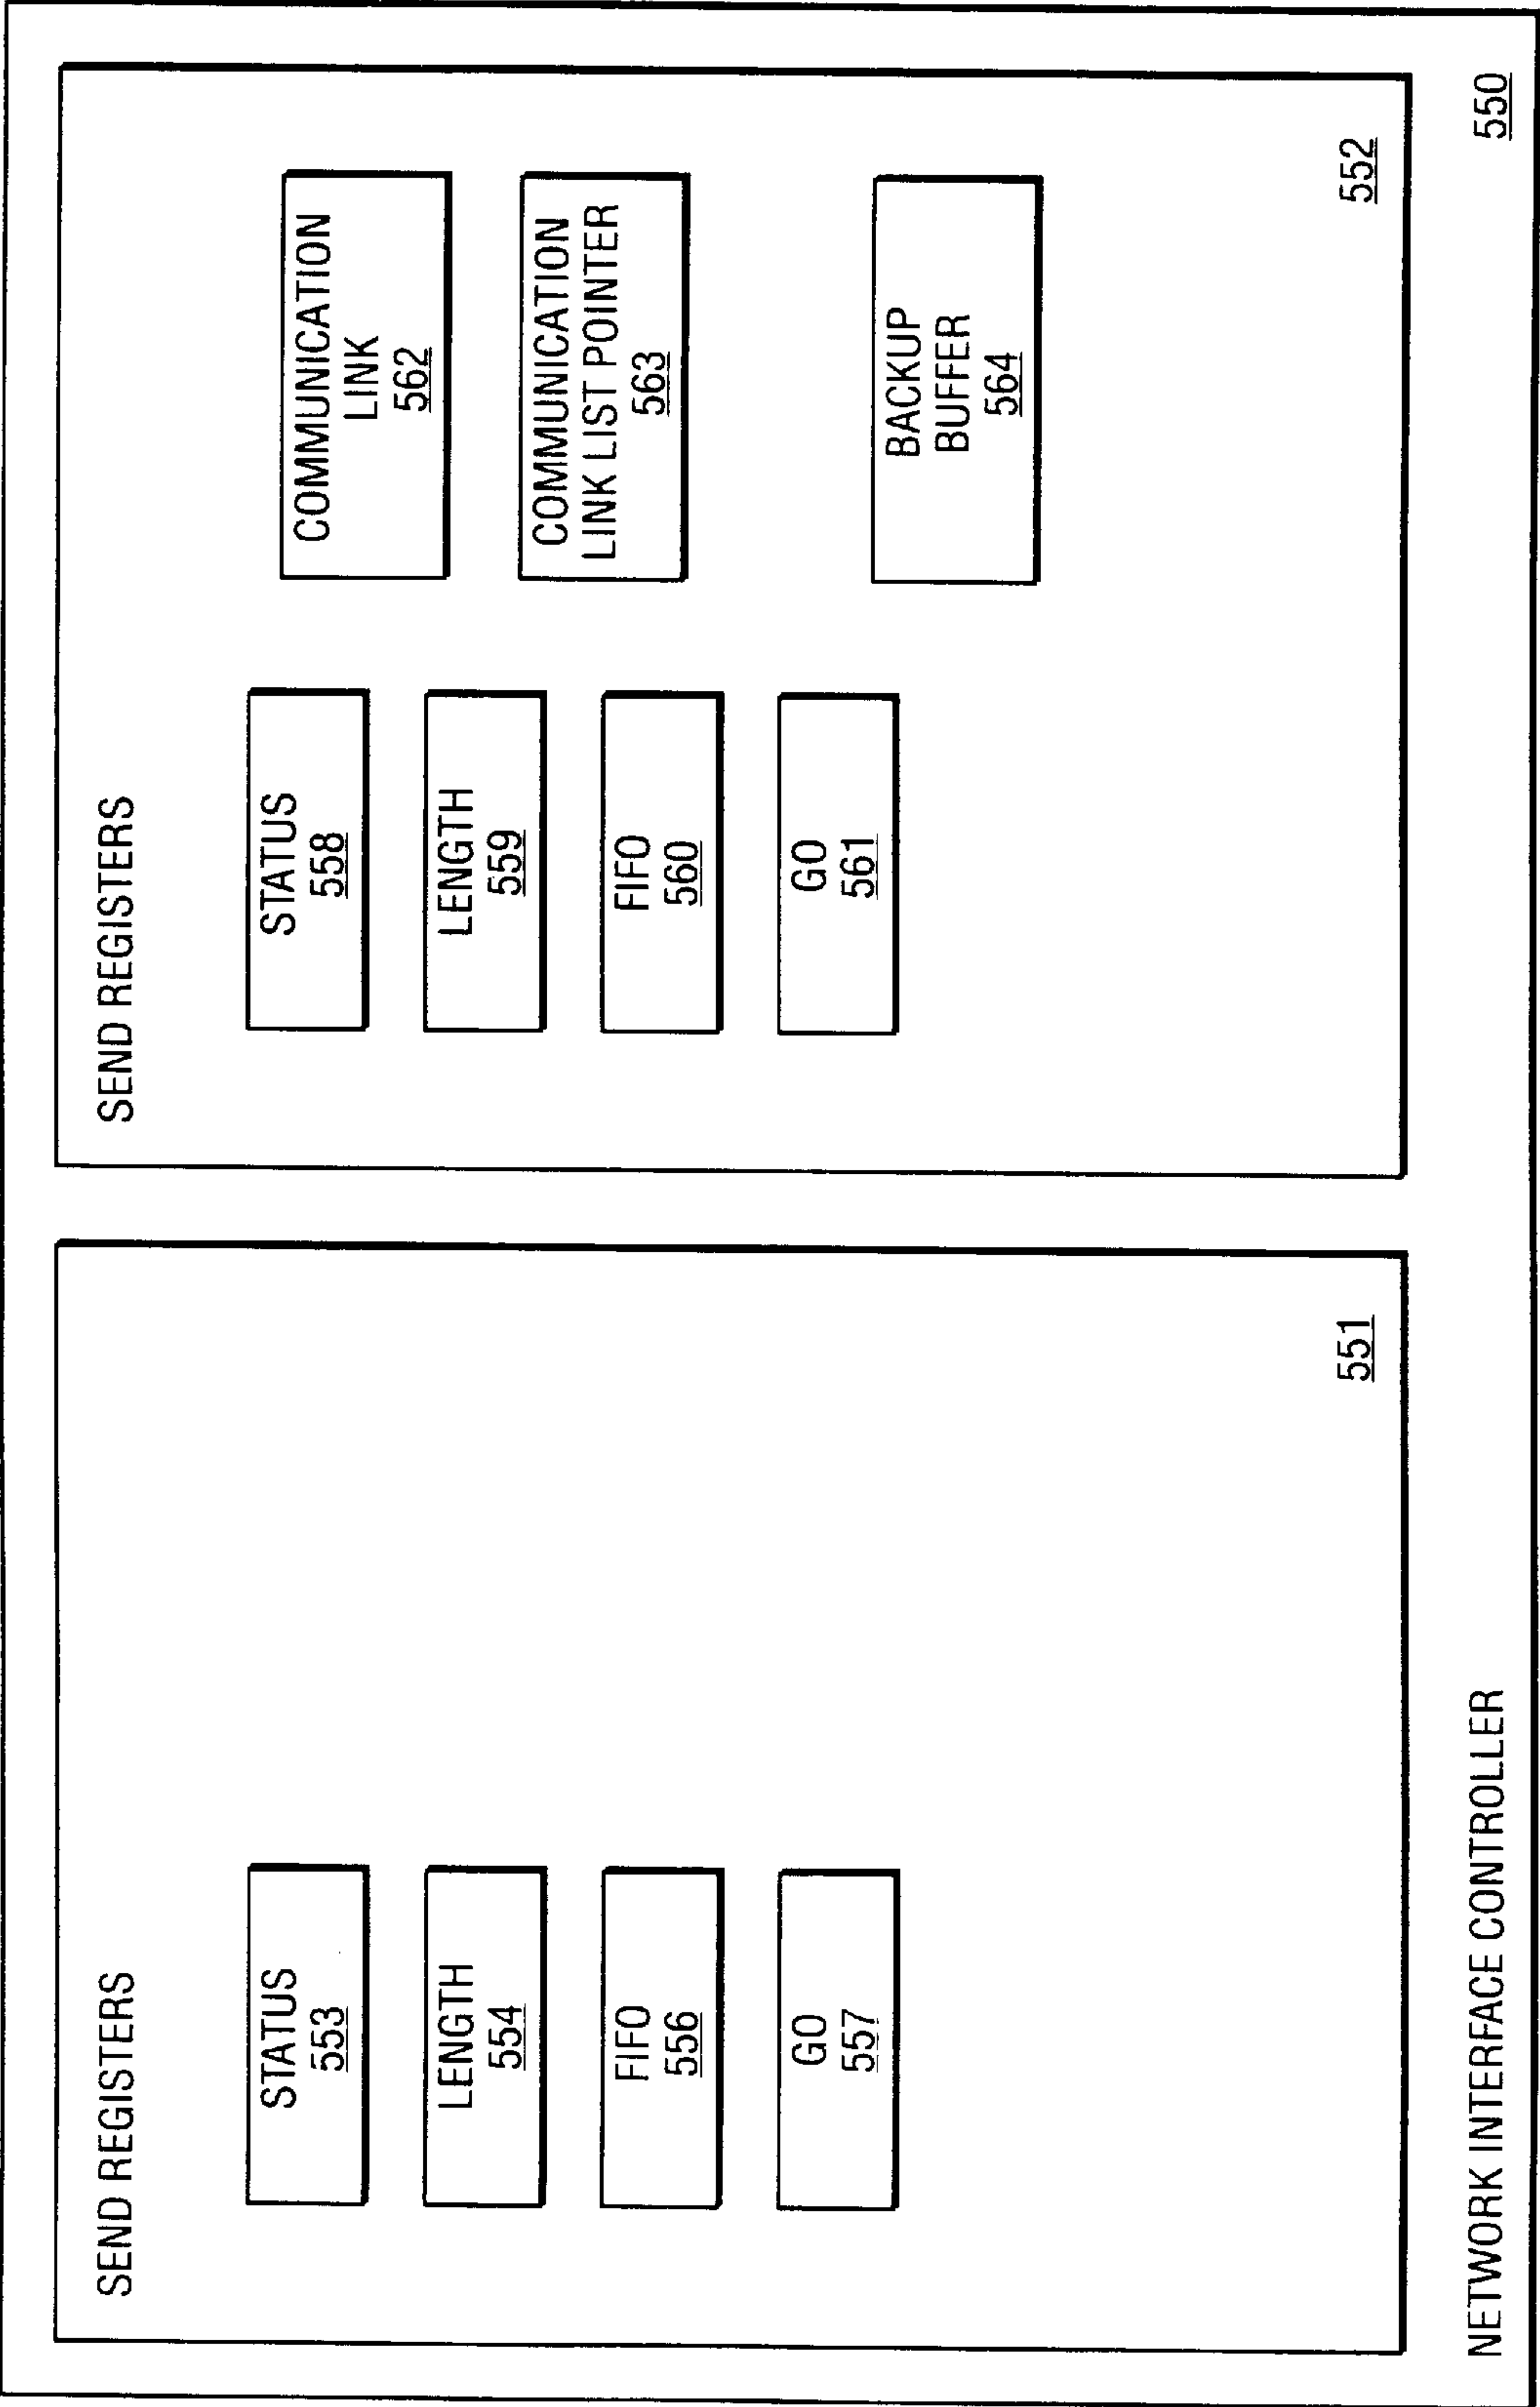 SEND REGISTERS
STATUS
553
LENGTH
554
FIFO
556
GO
557
551
SEND REGISTERS
STATUS
558
LENGTH
559
FIFO
560
GO
561
COMMUNICATION
LINK
562
COMMUNICATION
LINK LIST POINTER
563
BACKUP
BUFFER
564
552
NETWORK INTERFACE CONTROLLER
550